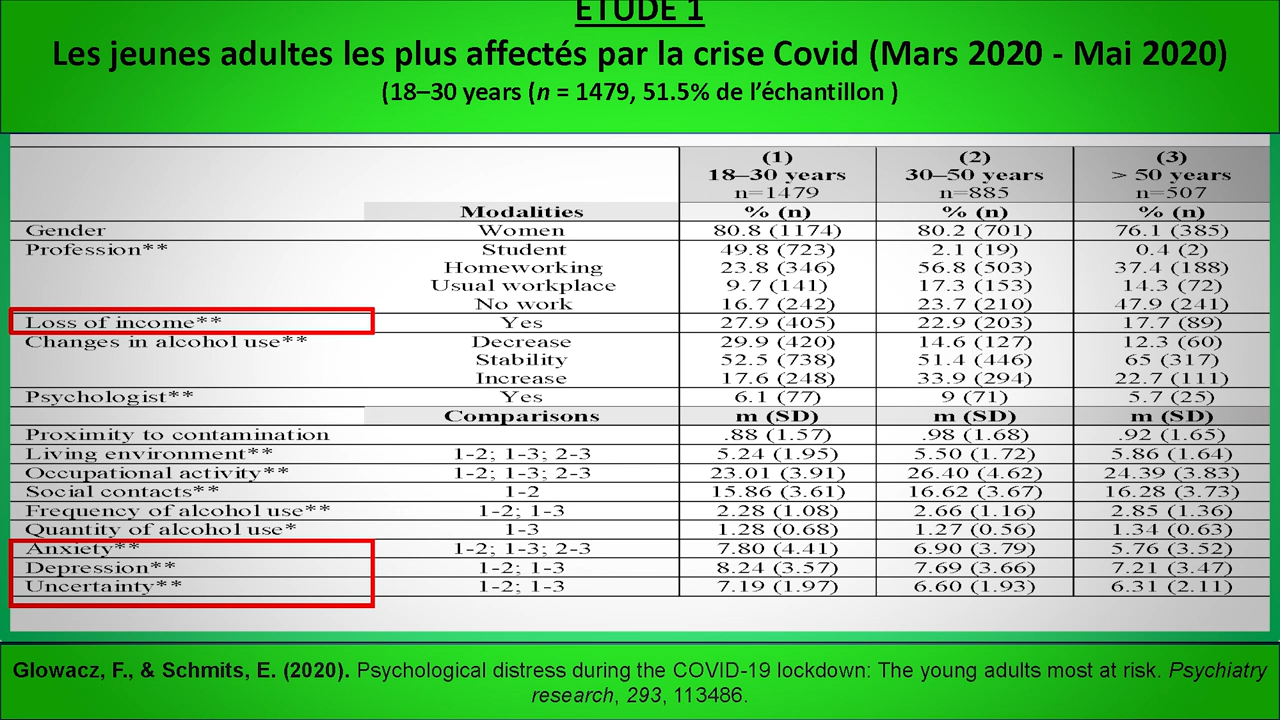 ETUDE 1
Les jeunes adultes les plus affectés par la crise Covid (Mars 2020 - Mai 2020)
(18–30 years (n = 1479, 51.5% de l’échantillon )
(1) (2) (3)
18–30 years 30–50 years > 50 years
n=1479 n=885 n=507
Modalities % (n) % (n) % (n)
Gender Women 80.8 (1174) 80.2 (701) 76.1 (385)
Profession** Student 49.8 (723) 2.1 (19) 0.4 (2)
Homeworking 23.8 (346) 56.8 (503) 37.4 (188)
Usual workplace 9.7 (141) 17.3 (153) 14.3 (72)
No work 16.7 (242) 23.7 (210) 47.9 (241)
Loss of income** Yes 27.9 (405) 22.9 (203) 17.7 (89)
Changes in alcohol use** Decrease 29.9 (420) 14.6 (127) 12.3 (60)
Stability 52.5 (738) 51.4 (446) 65 (317)
Increase 17.6 (248) 33.9 (294) 22.7 (111)
Psychologist** Yes 6.1 (77) 9 (71) 5.7 (25)
Comparisons m (SD) m (SD) m (SD)
Proximity to contamination .88 (1.57) .98 (1.68) .92 (1.65)
Living environment** 1-2; 1-3; 2-3 5.24 (1.95) 5.50 (1.72) 5.86 (1.64)
Occupational activity** 1-2; 1-3; 2-3 23.01 (3.91) 26.40 (4.62) 24.39 (3.83)
Social contacts** 1-2 15.86 (3.61) 16.62 (3.67) 16.28 (3.73)
Frequency of alcohol use** 1-2; 1-3 2.28 (1.08) 2.66 (1.16) 2.85 (1.36)
Quantity of alcohol use* 1-3 1.28 (0.68) 1.27 (0.56) 1.34 (0.63)
Anxiety** 1-2; 1-3; 2-3 7.80 (4.41) 6.90 (3.79) 5.76 (3.52)
Depression** 1-2; 1-3 8.24 (3.57) 7.69 (3.66) 7.21 (3.47)
Uncertainty** 1-2; 1-3 7.19 (1.97) 6.60 (1.93) 6.31 (2.11)
Glowacz, F., & Schmits, E. (2020). Psychological distress during the COVID-19 lockdown: The young adults most at risk. Psychiatry
research, 293, 113486.